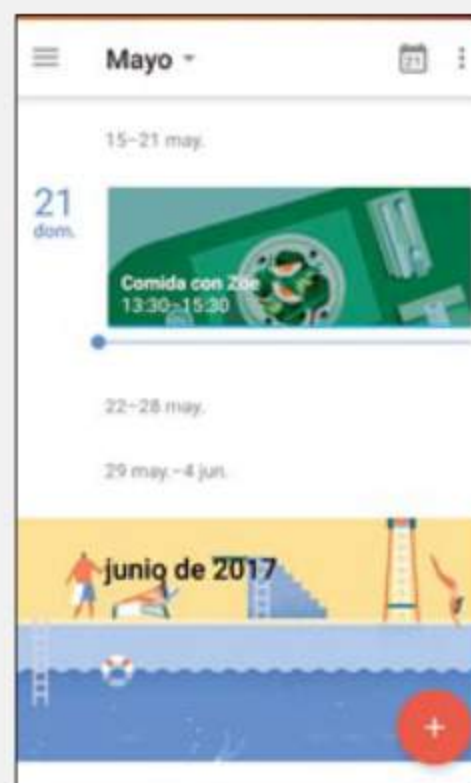 Mayo
21
15–21 may.
21
dom.
Comida con Zoe
13:30–15:30
22–28 may.
29 may.–4 jun.
junio de 2017
+